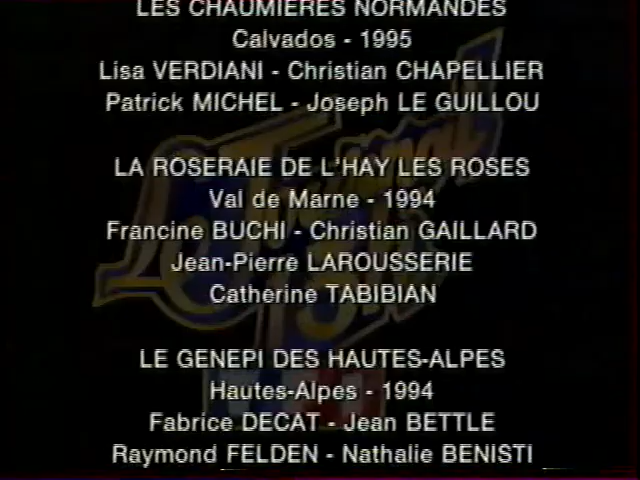 LES CHAUMIERES NORMANDES
Calvados - 1995
Lisa VERDIANI - Christian CHAPELLIER
Patrick MICHEL - Joseph LE GUILLOU
LA ROSERAIE DE L'HAY LES ROSES
Val de Marne - 1994
Francine BUCHI - Christian GAILLARD
Jean-Pierre LAROUSSERIE
Catherine TABIBIAN
LE GENEPI DES HAUTES-ALPES
Hautes-Alpes - 1994
Fabrice DECAT - Jean BETTLE
Raymond FELDEN - Nathalie BENISTI